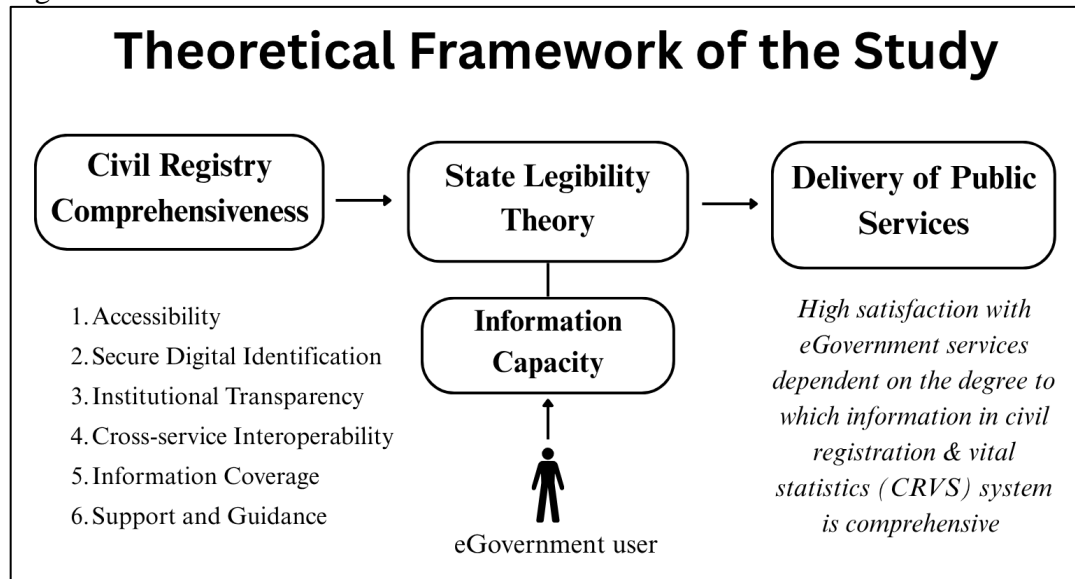 Theoretical Framework of the Study
Civil Registry
Comprehensiveness
State Legibility
Theory
Delivery of Public
Services
1. Accessibility
2. Secure Digital Identification
3. Institutional Transparency
4. Cross-service Interoperability
5. Information Coverage
6. Support and Guidance
Information
Capacity
eGovernment user
High satisfaction with
eGovernment services
dependent on the degree to
which information in civil
registration & vital
statistics (CRVS) system
is comprehensive